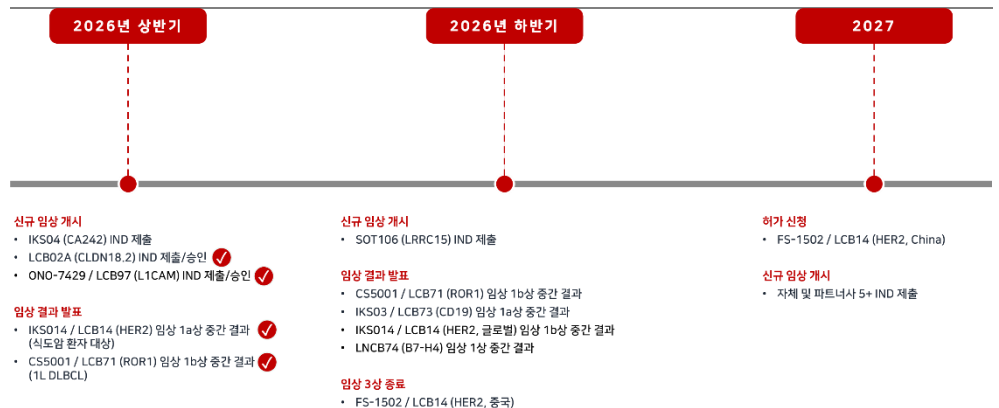 2026년 상반기
2026년 하반기
2027
신규 임상 개시
• IKS04 (CA242) IND 제출
• LCB02A (CLDN18.2) IND 제출/승인
• ONO-7429 / LCB97 (L1CAM) IND 제출/승인
임상 결과 발표
• IKS014 / LCB14 (HER2) 임상 1a상 중간 결과
(식도암 환자 대상)
• CS5001 / LCB71 (ROR1) 임상 1b상 중간 결과
(1L DLBCL)
신규 임상 개시
• SOT106 (LRRC15) IND 제출
임상 결과 발표
• CS5001 / LCB71 (ROR1) 임상 1b상 중간 결과
• IKS03 / LCB73 (CD19) 임상 1a상 중간 결과
• IKS014 / LCB14 (HER2, 글로벌) 임상 1b상 중간 결과
• LNCB74 (B7-H4) 임상 1상 중간 결과
임상 3상 종료
• FS-1502 / LCB14 (HER2, 중국)
허가 신청
• FS-1502 / LCB14 (HER2, China)
신규 임상 개시
• 자체 및 파트너사 5+ IND 제출